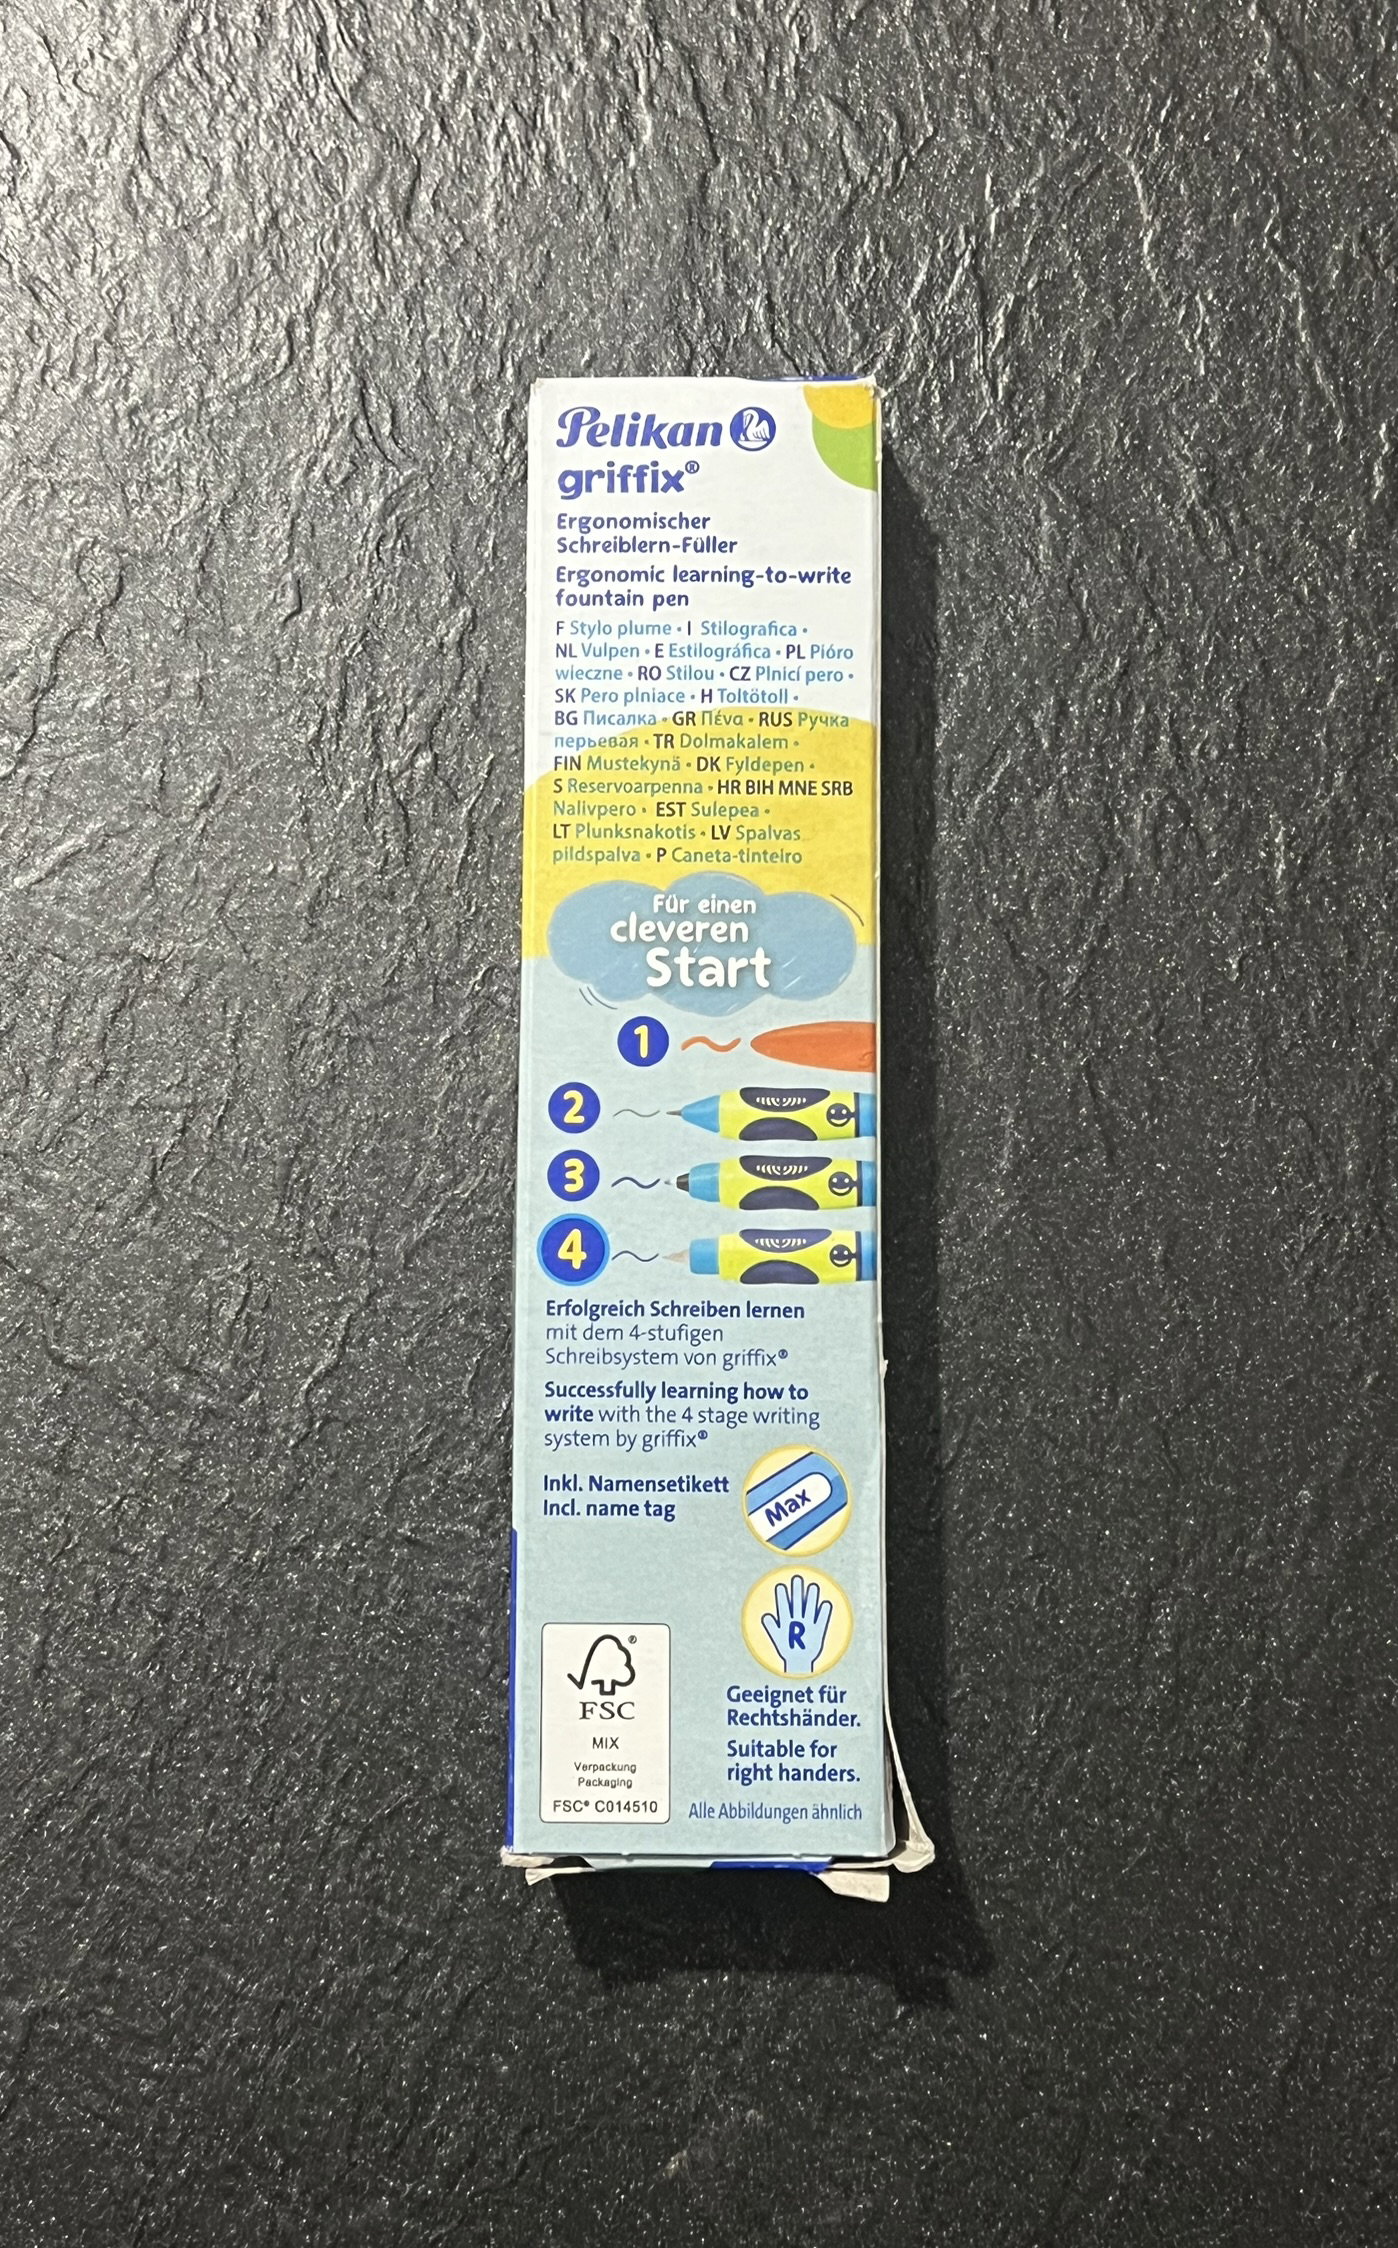 Pelikan
griffix®
Ergonomischer
Schreiblern-Füller
Ergonomic learning-to-write
fountain pen
F Stylo plume • I Stilografica •
NL Vulpen • E Estilográfica • PL Pióro
wieczne • RO Stilou • CZ Plnicí pero •
SK Pero plniace • H Töltőtoll •
BG Писалка • GR Πένα • RUS Ручка
перьевая • TR Dolmakalem •
FIN Mustekynä • DK Fyldepen •
S Reservoarpenna • HR BIH MNE SRB
Nalivpero • EST Sulepea •
LT Plunksnakotis • LV Spalvas
pildspalva • P Caneta-tinteiro
Für einen
cleveren
Start
1
2
3
4
Erfolgreich Schreiben lernen
mit dem 4-stufigen
Schreibsystem von griffix®
Successfully learning how to
write with the 4 stage writing
system by griffix®
Inkl. Namensetikett
Incl. name tag
Max
R
Geeignet für
Rechtshänder.
Suitable for
right handers.
Alle Abbildungen ähnlich
FSC
MIX
Verpackung
Packaging
FSC® C014510